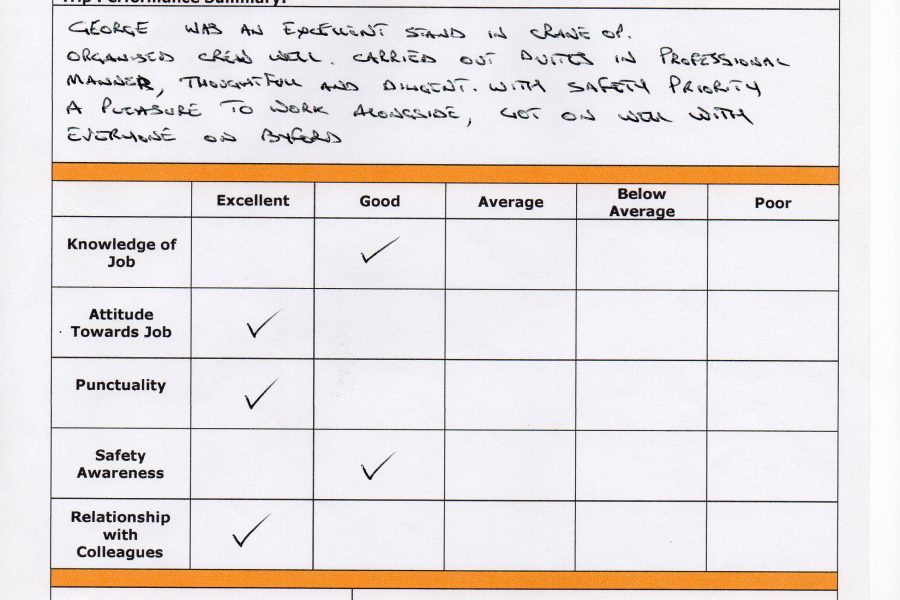 Trip Performance Summary:
GEORGE WAS AN EXCELLENT STAND IN CRANE OP.
ORGANISED CREW WELL. CARRIED OUT DUTIES IN PROFESSIONAL
MANNER, THOUGHTFULL AND DILIGENT. WITH SAFETY PRIORITY
A PLEASURE TO WORK ALONGSIDE, GOT ON WELL WITH
EVERYONE ON BYFORD
Excellent Good Average Below Average Poor
Knowledge of
Job
Attitude
Towards Job
Punctuality
Safety
Awareness
Relationship
with
Colleagues